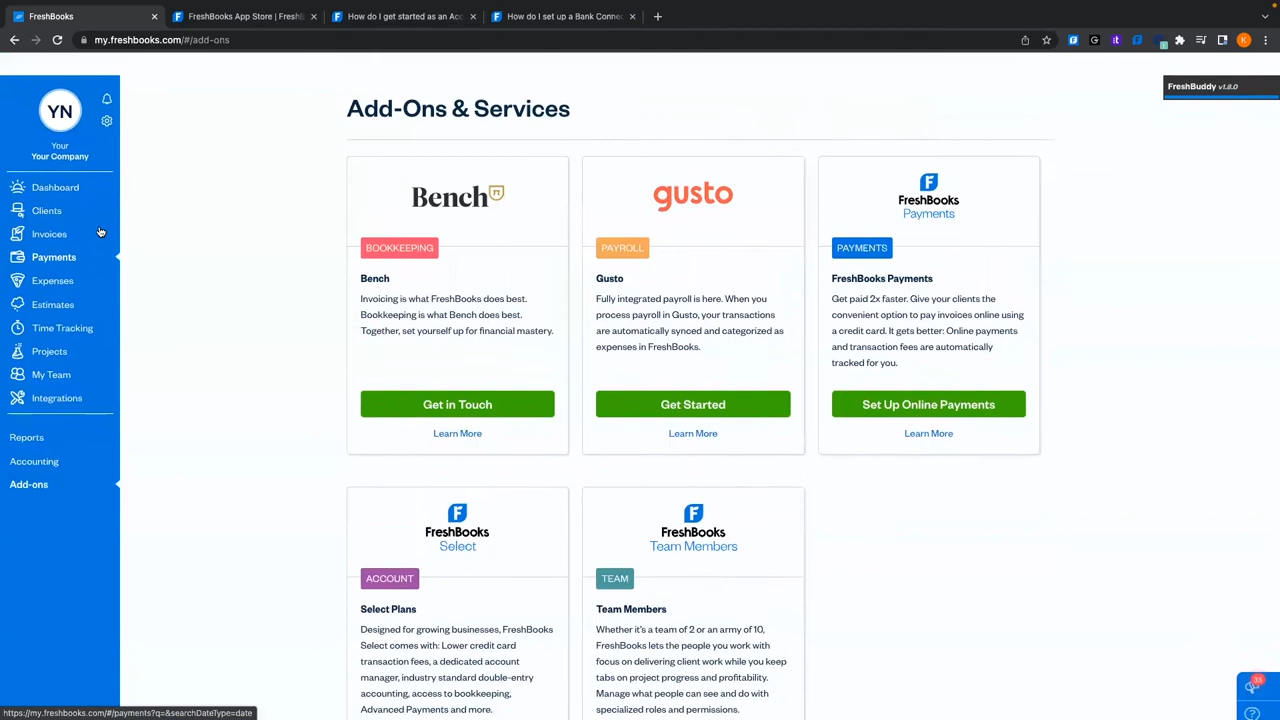 FreshBooks
FreshBooks App Store | FreshB
How do I get started as an Acc
How do I set up a Bank Connec
my.freshbooks.com/#/add-ons
K
YN
Your
Your Company
Dashboard
Clients
Invoices
Payments
Expenses
Estimates
Time Tracking
Projects
My Team
Integrations
Reports
Accounting
Add-ons
FreshBuddy v1.8.0
Add-Ons & Services
Bench
BOOKKEEPING
Bench
Invoicing is what FreshBooks does best.
Bookkeeping is what Bench does best.
Together, set yourself up for financial mastery.
Get in Touch
Learn More
gusto
PAYROLL
Gusto
Fully integrated payroll is here. When you
process payroll in Gusto, your transactions
are automatically synced and categorized as
expenses in FreshBooks.
Get Started
Learn More
F
FreshBooks
Payments
PAYMENTS
FreshBooks Payments
Get paid 2x faster. Give your clients the
convenient option to pay invoices online using
a credit card. It gets better: Online payments
and transaction fees are automatically
tracked for you.
Set Up Online Payments
Learn More
F
FreshBooks
Select
ACCOUNT
Select Plans
Designed for growing businesses, FreshBooks
Select comes with: Lower credit card
transaction fees, a dedicated account
manager, industry standard double-entry
accounting, access to bookkeeping,
Advanced Payments and more.
F
FreshBooks
Team Members
TEAM
Team Members
Whether it's a team of 2 or an army of 10,
FreshBooks lets the people you work with
focus on delivering client work while you keep
tabs on project progress and profitability.
Manage what people can see and do with
specialized roles and permissions.
33
https://my.freshbooks.com/#/payments?q=&searchDateType=date